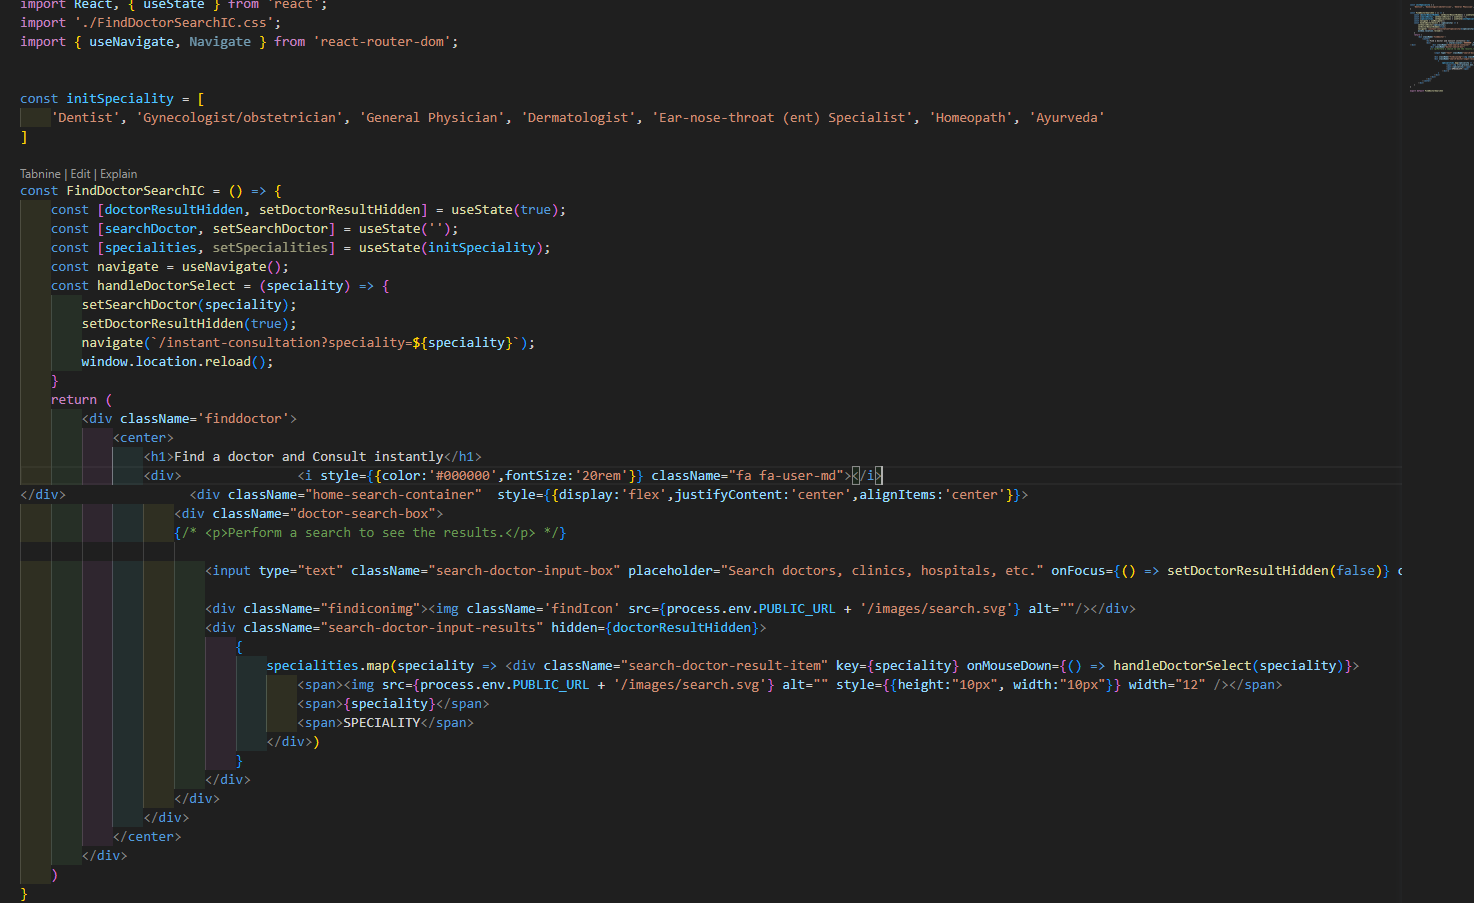 import React, { useState } from 'react';
import './FindDoctorSearchIC.css';
import { useNavigate, Navigate } from 'react-router-dom';
const initSpeciality = [
'Dentist', 'Gynecologist/obstetrician', 'General Physician', 'Dermatologist', 'Ear-nose-throat (ent) Specialist', 'Homeopath', 'Ayurveda'
]
Tabnine | Edit | Explain
const FindDoctorSearchIC = () => {
const [doctorResultHidden, setDoctorResultHidden] = useState(true);
const [searchDoctor, setSearchDoctor] = useState('');
const [specialities, setSpecialities] = useState(initSpeciality);
const navigate = useNavigate();
const handleDoctorSelect = (speciality) => {
setSearchDoctor(speciality);
setDoctorResultHidden(true);
navigate(`/instant-consultation?speciality=${speciality}`);
window.location.reload();
}
return (
<div className='finddoctor'>
<center>
<h1>Find a doctor and Consult instantly</h1>
<div> <i style={{color:'#000000',fontSize:'20rem'}} className="fa fa-user-md"></i>
</div> <div className="home-search-container" style={{display:'flex',justifyContent:'center',alignItems:'center'}}>
<div className="doctor-search-box">
{/* <p>Perform a search to see the results.</p> */}
<input type="text" className="search-doctor-input-box" placeholder="Search doctors, clinics, hospitals, etc." onFocus={() => setDoctorResultHidden(false)}
<div className="findiconimg"><img className='findIcon' src={process.env.PUBLIC_URL + '/images/search.svg'} alt=""/></div>
<div className="search-doctor-input-results" hidden={doctorResultHidden}>
{
specialities.map(speciality => <div className="search-doctor-result-item" key={speciality} onMouseDown={() => handleDoctorSelect(speciality)}>
<span><img src={process.env.PUBLIC_URL + '/images/search.svg'} alt="" style={{height:"10px", width:"10px"}} width="12" /></span>
<span>{speciality}</span>
<span>SPECIALITY</span>
</div>)
}
</div>
</div>
</div>
</center>
</div>
)
}